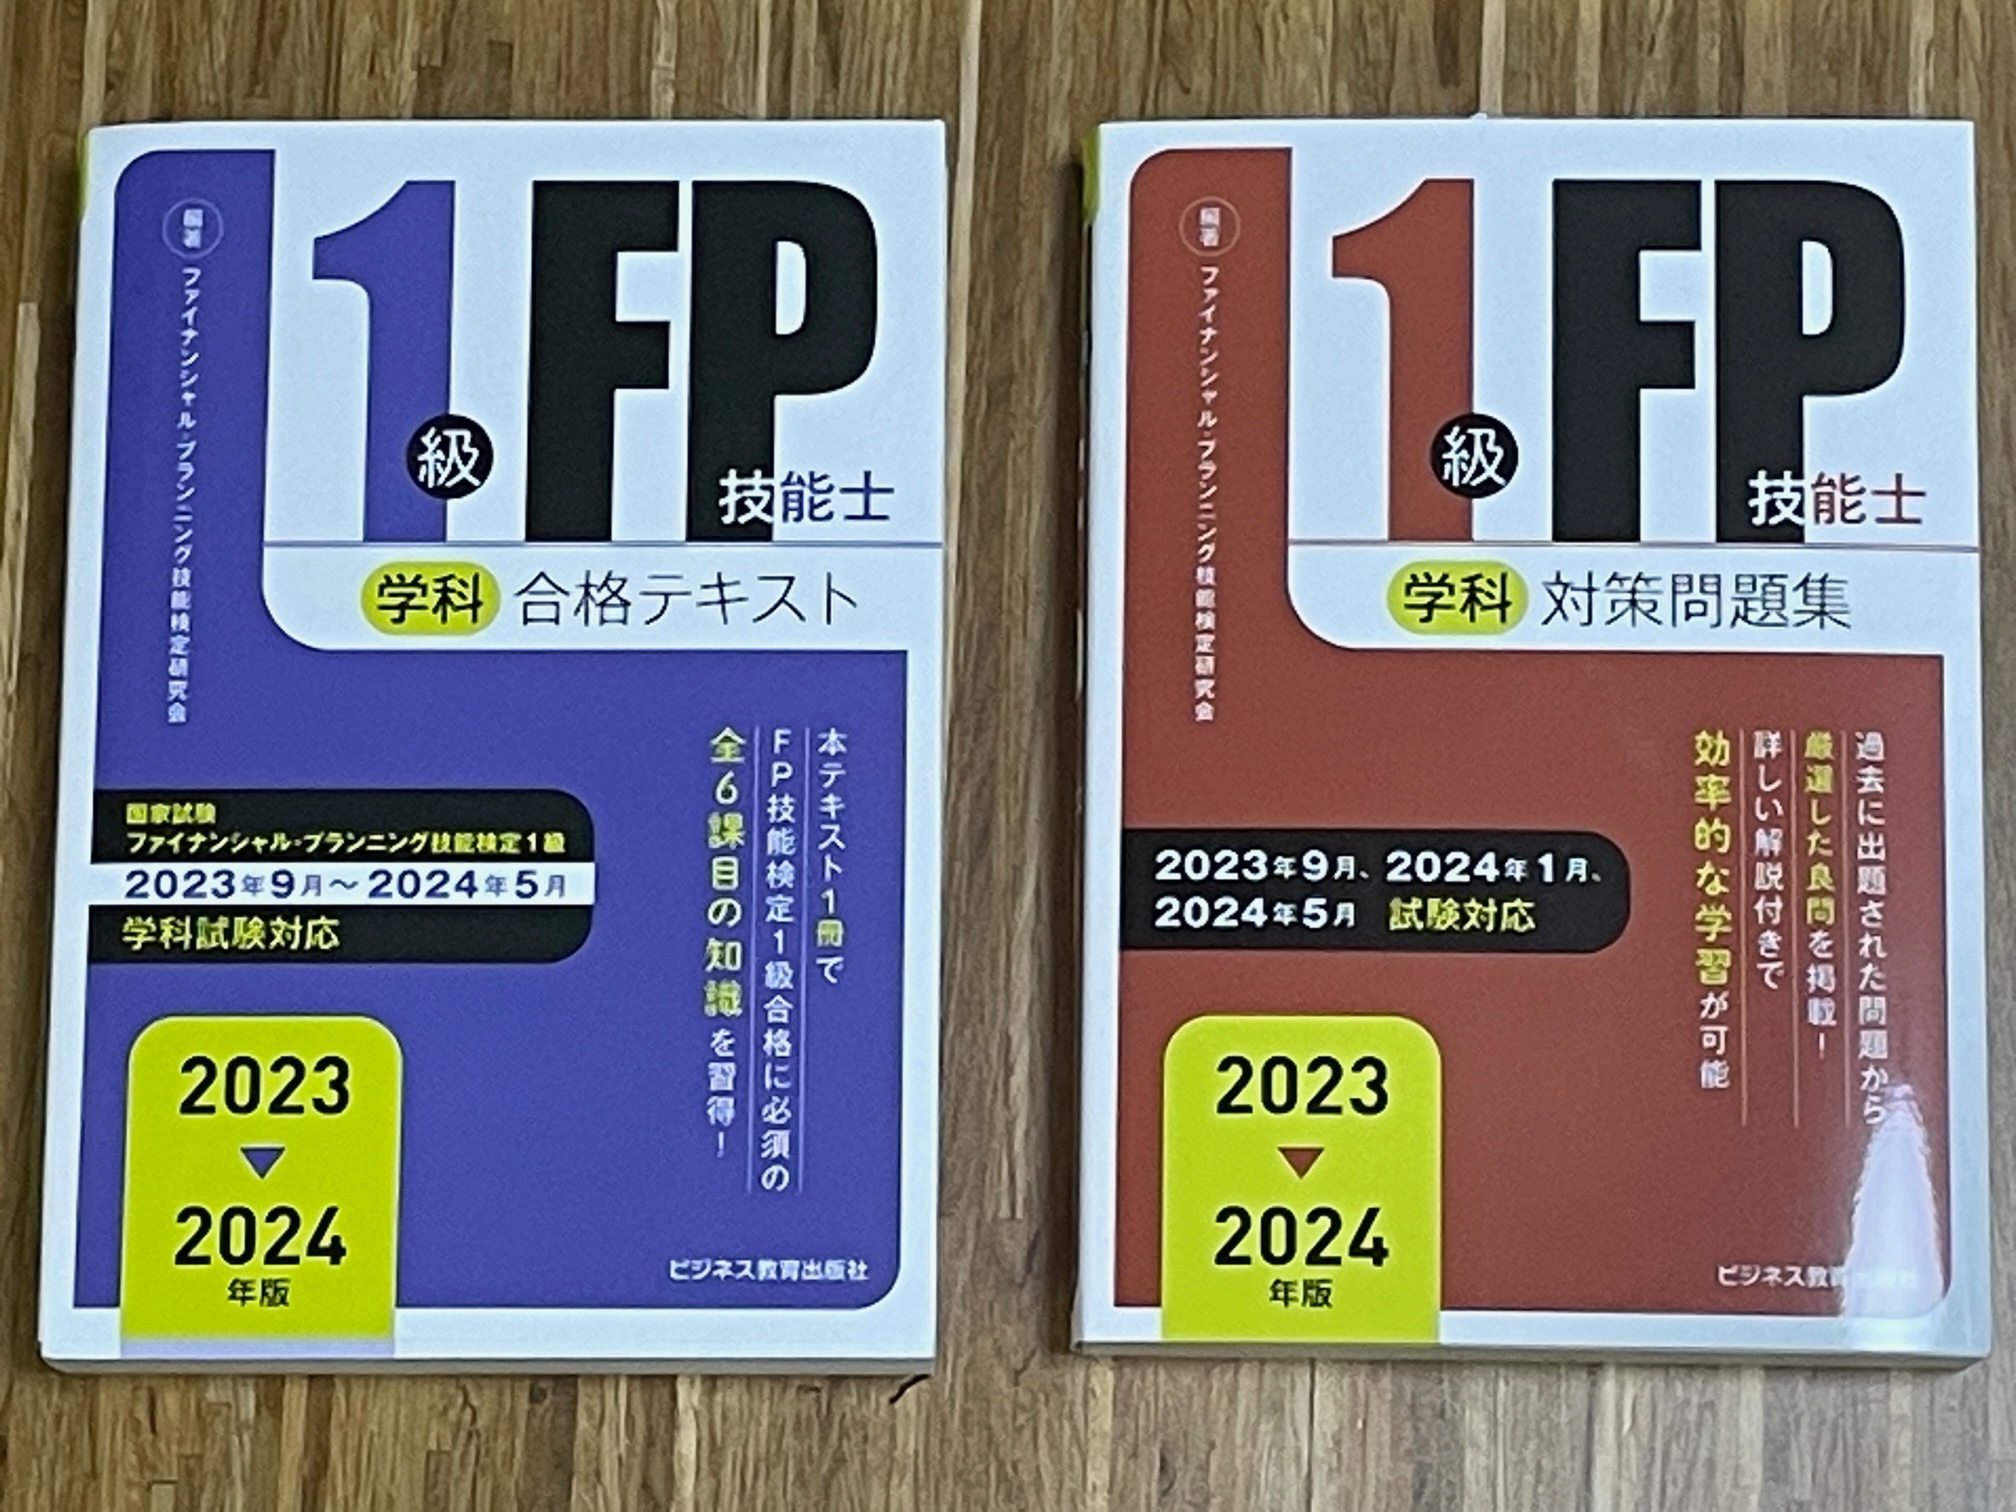 編著 ファイナンシャル・プランニング技能検定研究会
1級 FP
技能士
学科 合格テキスト
本テキスト1冊で
FP技能検定1級合格に必須の
全6課目の知識を習得!
国家試験
ファイナンシャル・プランニング技能検定1級
2023年9月〜2024年5月
学科試験対応
2023
2024
年版
ビジネス教育出版社
編著 ファイナンシャル・プランニング技能検定研究会
1級 FP
技能士
学科 対策問題集
過去に出題された問題から
厳選した良問を掲載!
詳しい解説付きで
効率的な学習が可能
2023年9月、2024年1月、
2024年5月 試験対応
2023
2024
年版
ビジネス教育出版社